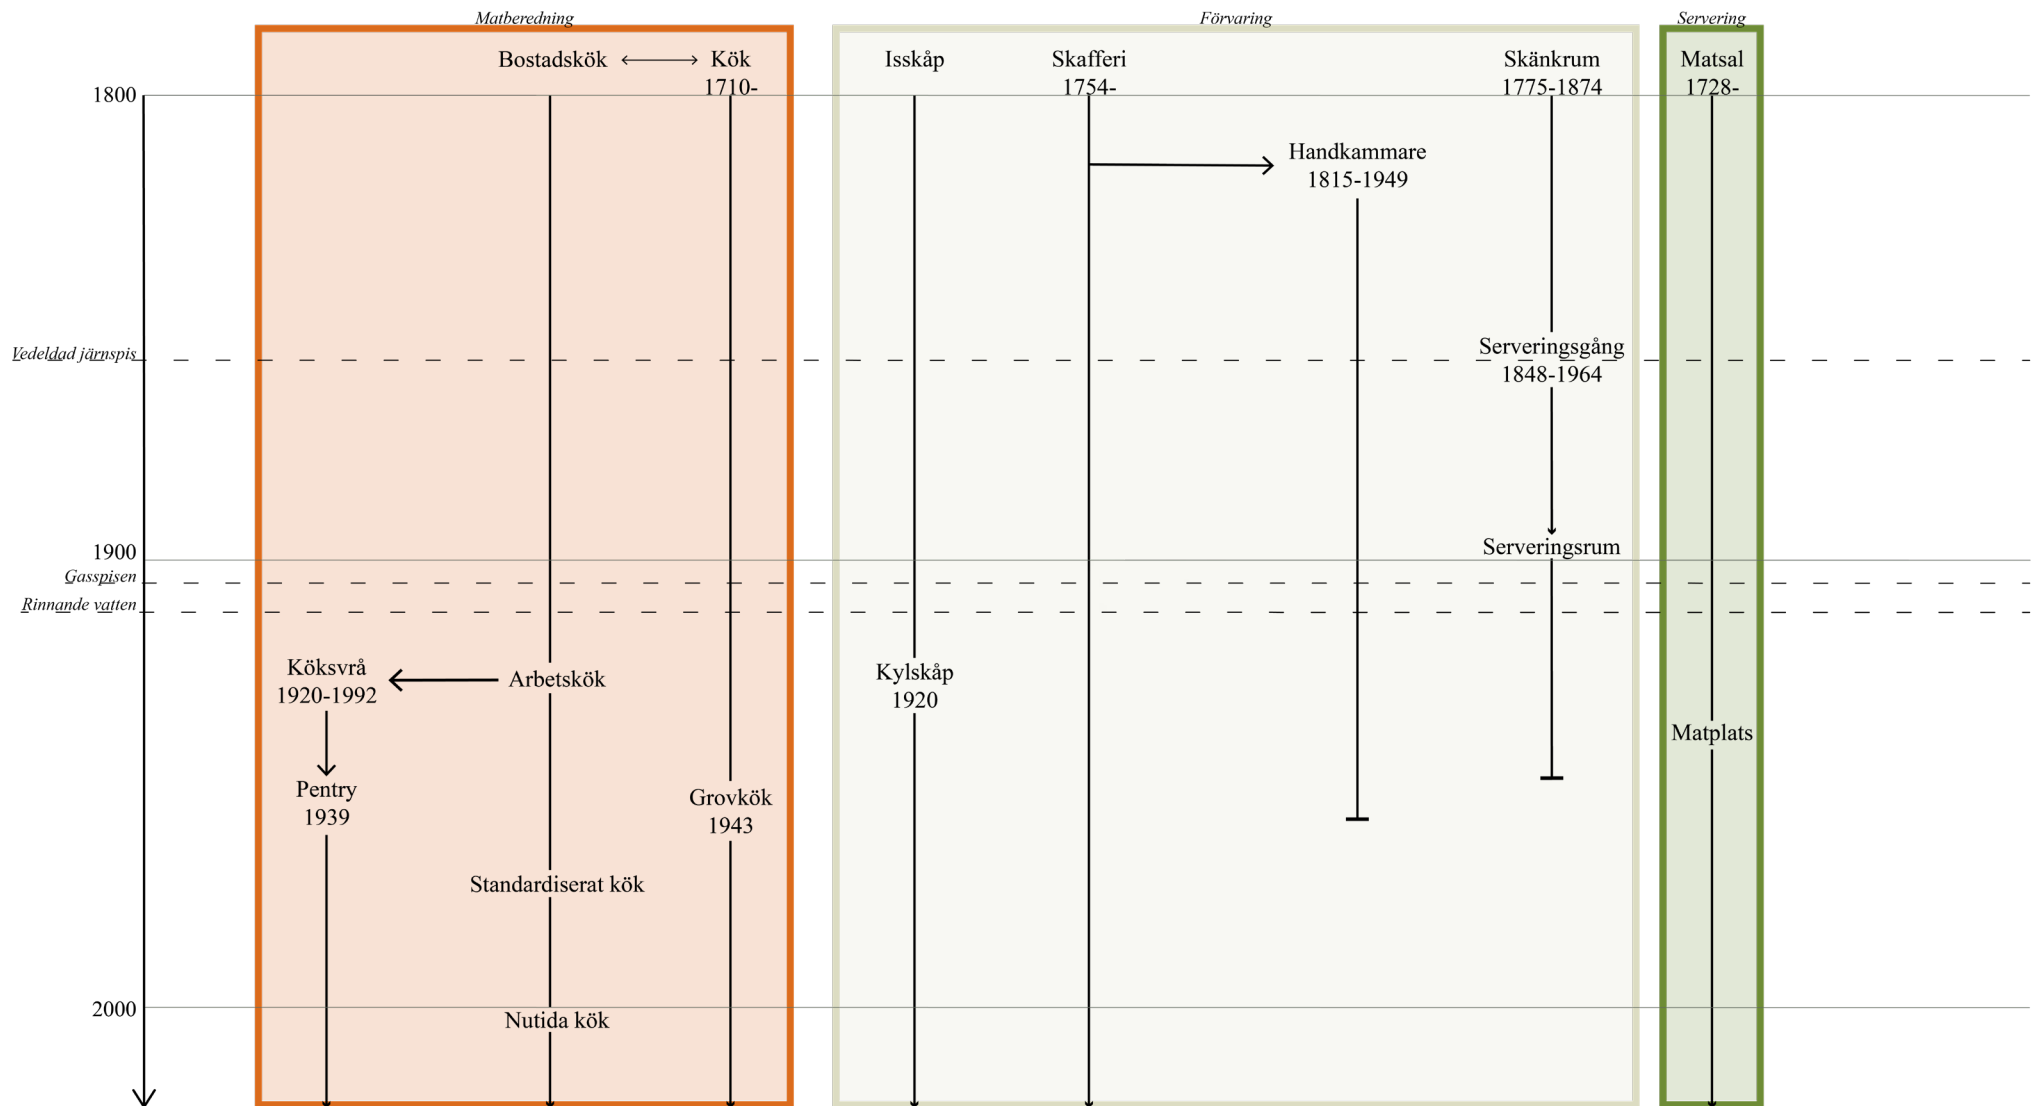 Matberedning
Förvaring
Servering
Bostadskök
Kök
1710-
Isskåp
Skafferi
1754-
Skänkrum
1775-1874
Matsal
1728-
1800
Handkammare
1815-1949
Vedeldad järnspis
Serveringsgång
1848-1964
1900
Serveringsrum
Gasspisen
Rinnande vatten
Köksvrå
1920-1992
Arbetskök
Kylskåp
1920
Matplats
Pentry
1939
Grovkök
1943
Standardiserat kök
2000
Nutida kök